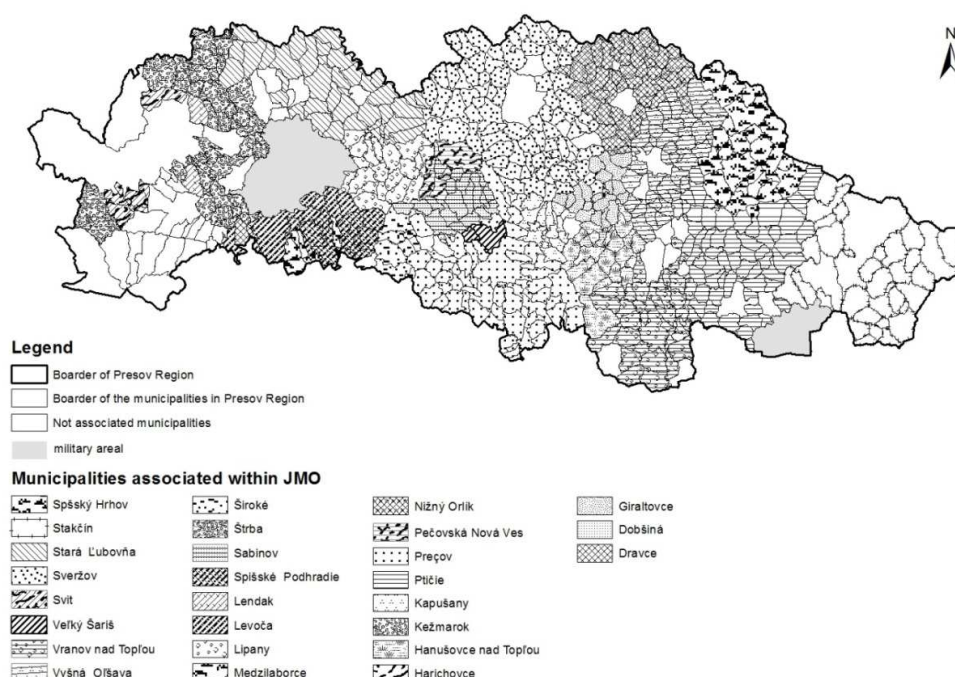 N
Legend
Boarder of Presov Region
Boarder of the municipalities in Presov Region
Not associated municipalities
military areal
Municipalities associated within JMO
Spšský Hrhov
Stakčín
Stará Ľubovňa
Sveržov
Svit
Veľký Šariš
Vranov nad Topľou
Vyšná Oľšava
Široké
Štrba
Sabinov
Spišské Podhradie
Lendak
Levoča
Lipany
Medzilaborce
Nižný Orlík
Pečovská Nová Ves
Preçov
Ptičie
Kapušany
Kežmarok
Hanušovce nad Topľou
Harichovce
Giraltovce
Dobšiná
Dravce